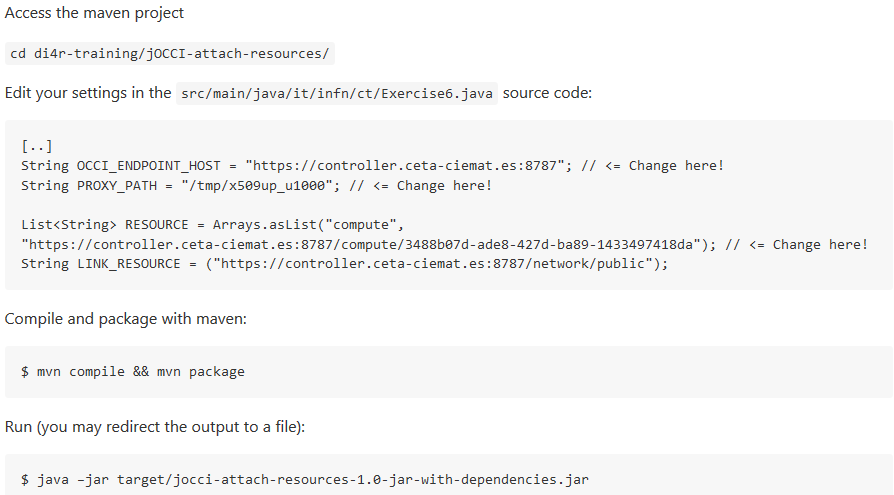 Access the maven project
cd di4r-training/jOCCI-attach-resources/
Edit your settings in the src/main/java/it/infn/ct/Exercise6.java source code:
[..]
String OCCI_ENDPOINT_HOST = "https://controller.ceta-ciemat.es:8787"; // <= Change here!
String PROXY_PATH = "/tmp/x509up_u1000"; // <= Change here!
List<String> RESOURCE = Arrays.asList("compute",
"https://controller.ceta-ciemat.es:8787/compute/3488b07d-ade8-427d-ba89-1433497418da"); // <= Change here!
String LINK_RESOURCE = ("https://controller.ceta-ciemat.es:8787/network/public");
Compile and package with maven:
$ mvn compile && mvn package
Run (you may redirect the output to a file):
$ java –jar target/jocci-attach-resources-1.0-jar-with-dependencies.jar